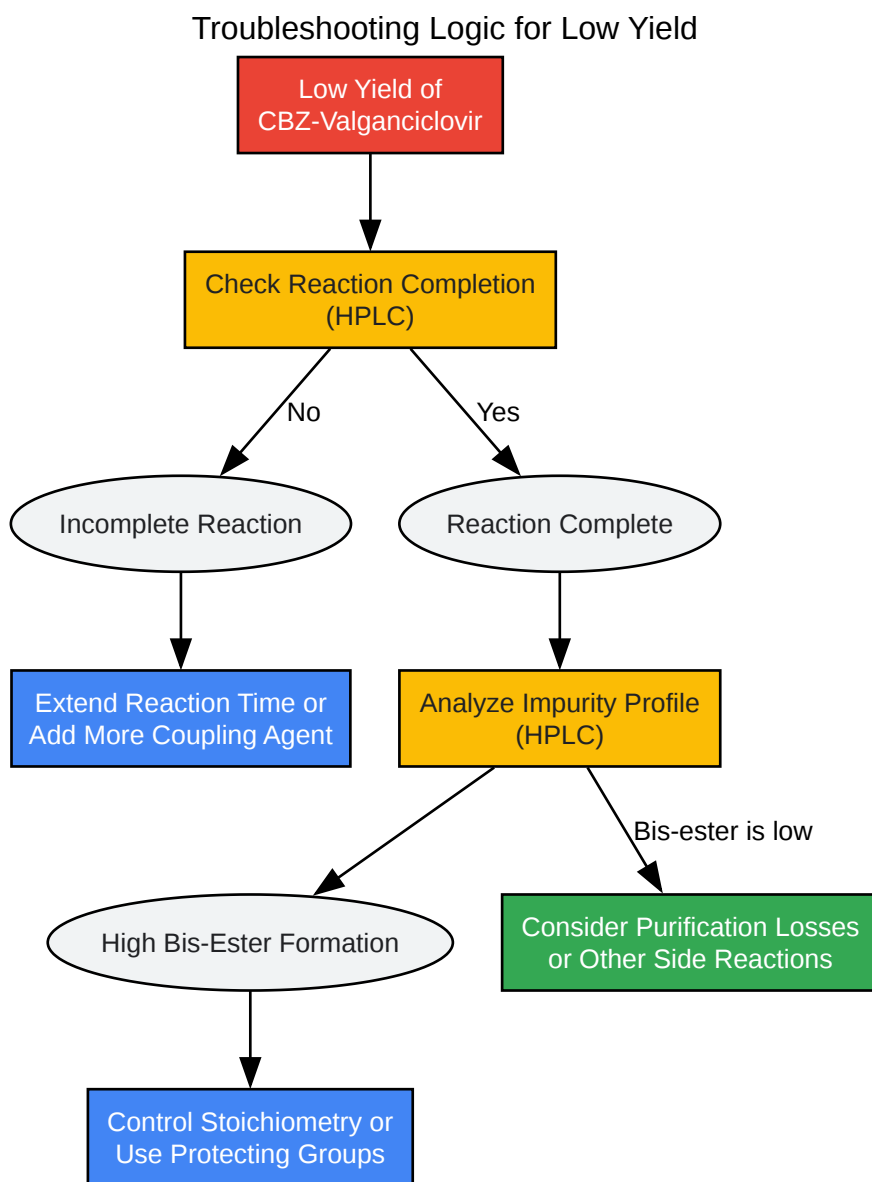 Troubleshooting Logic for Low Yield
Low Yield of
CBZ-Valganciclovir
Check Reaction Completion
(HPLC)
No
Yes
Incomplete Reaction
Reaction Complete
Extend Reaction Time or
Add More Coupling Agent
Analyze Impurity Profile
(HPLC)
Bis-ester is low
High Bis-Ester Formation
Consider Purification Losses
or Other Side Reactions
Control Stoichiometry or
Use Protecting Groups